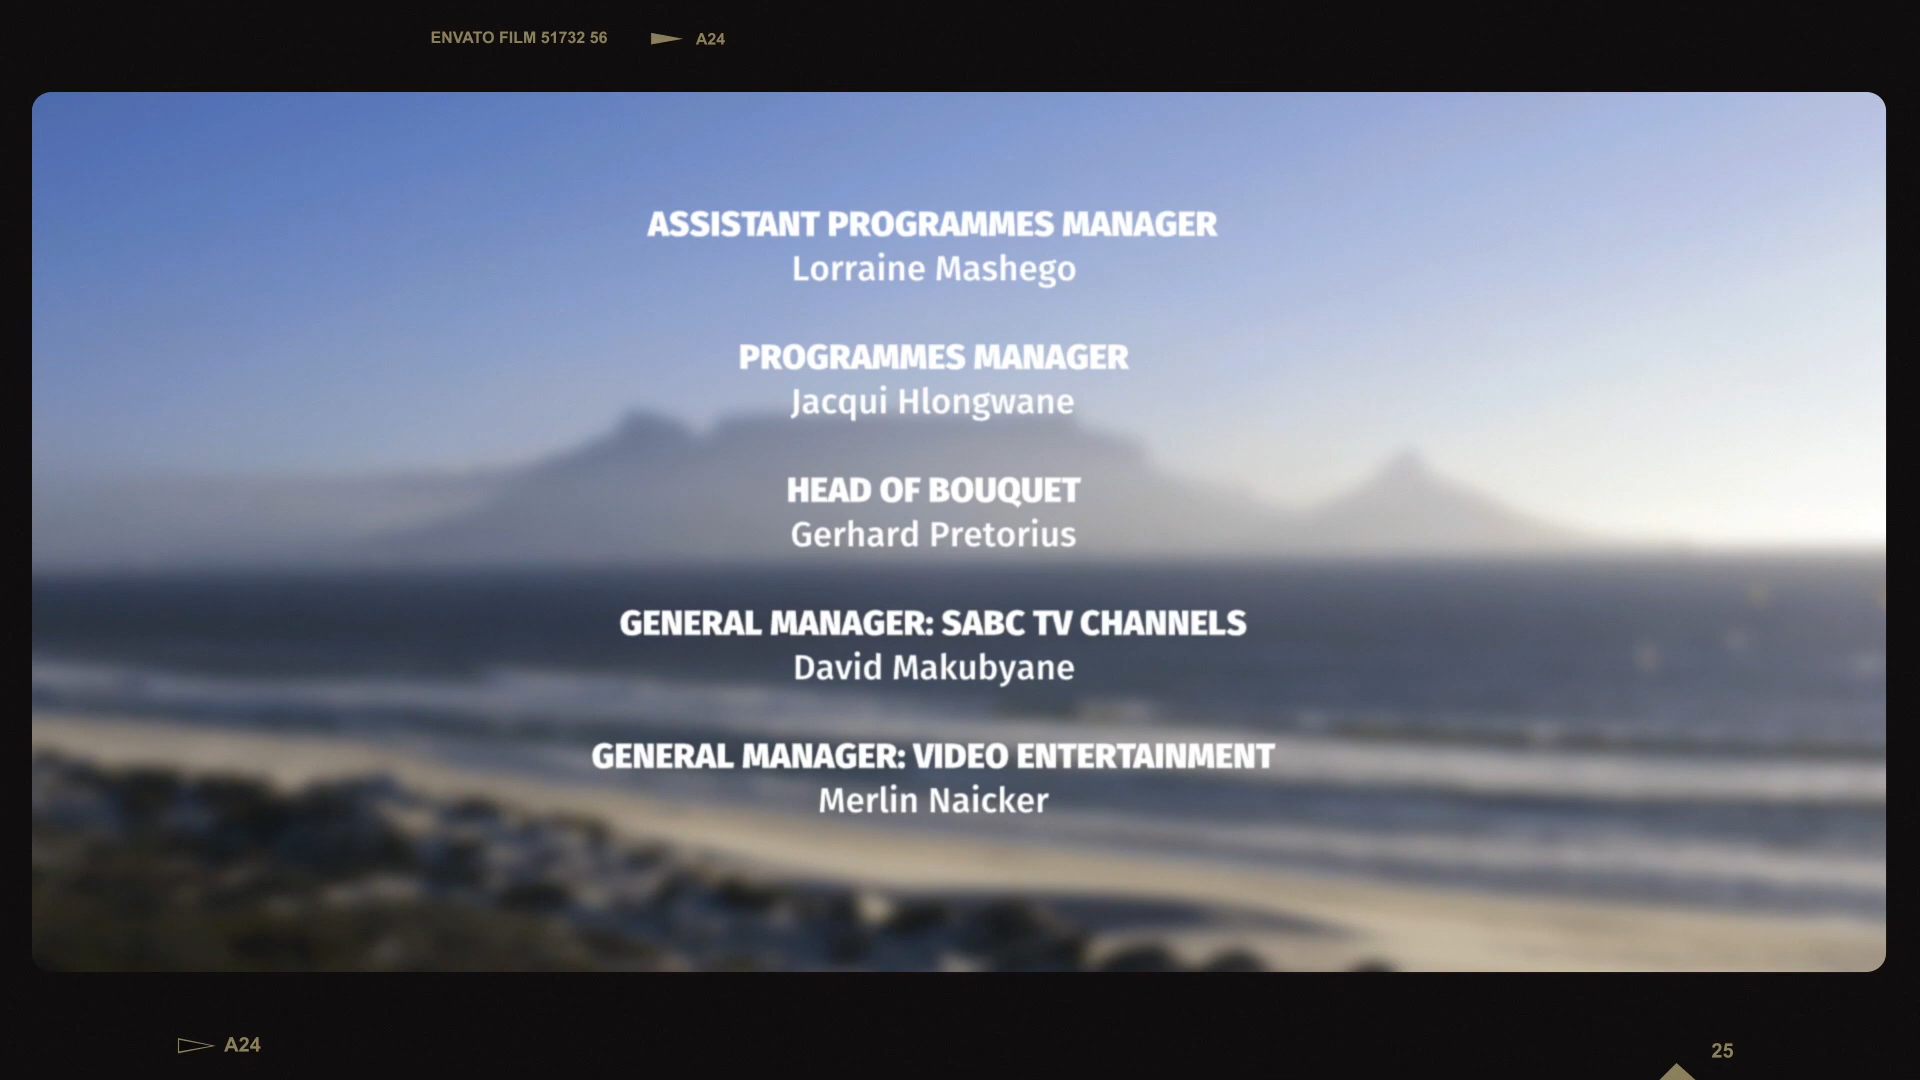 ENVATO FILM 51732 56 A24
ASSISTANT PROGRAMMES MANAGER
Lorraine Mashego
PROGRAMMES MANAGER
Jacqui Hlongwane
HEAD OF BOUQUET
Gerhard Pretorius
GENERAL MANAGER: SABC TV CHANNELS
David Makubyane
GENERAL MANAGER: VIDEO ENTERTAINMENT
Merlin Naicker
A24
25